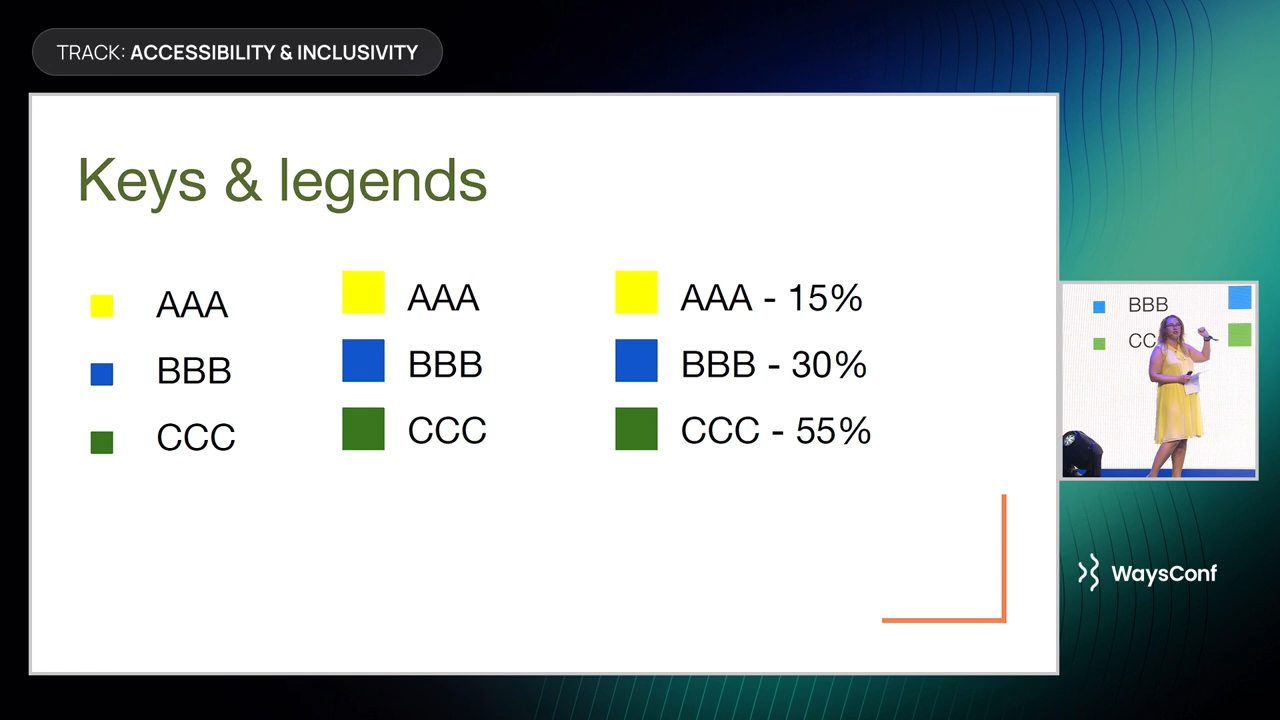 TRACK: ACCESSIBILITY & INCLUSIVITY
Keys & legends
AAA
BBB
CCC
AAA
BBB
CCC
AAA - 15%
BBB - 30%
CCC - 55%
BBB
CC
WaysConf